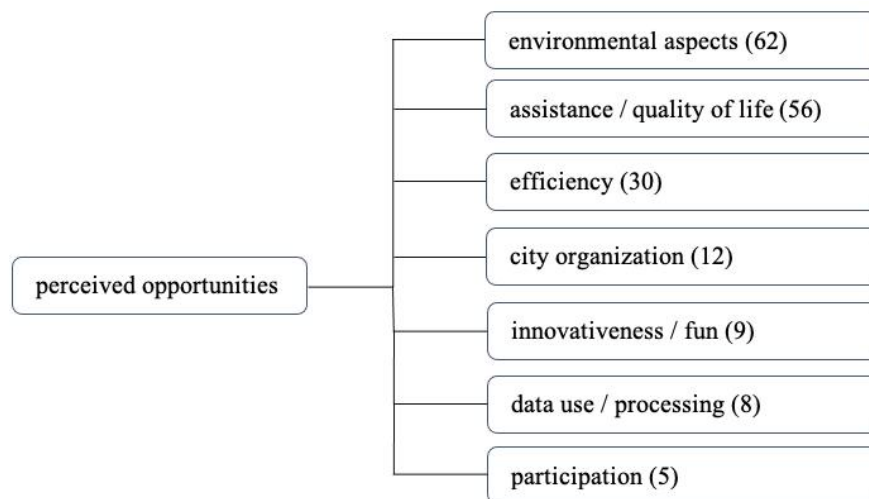 environmental aspects (62)
assistance / quality of life (56)
efficiency (30)
city organization (12)
perceived opportunities
innovativeness / fun (9)
data use / processing (8)
participation (5)